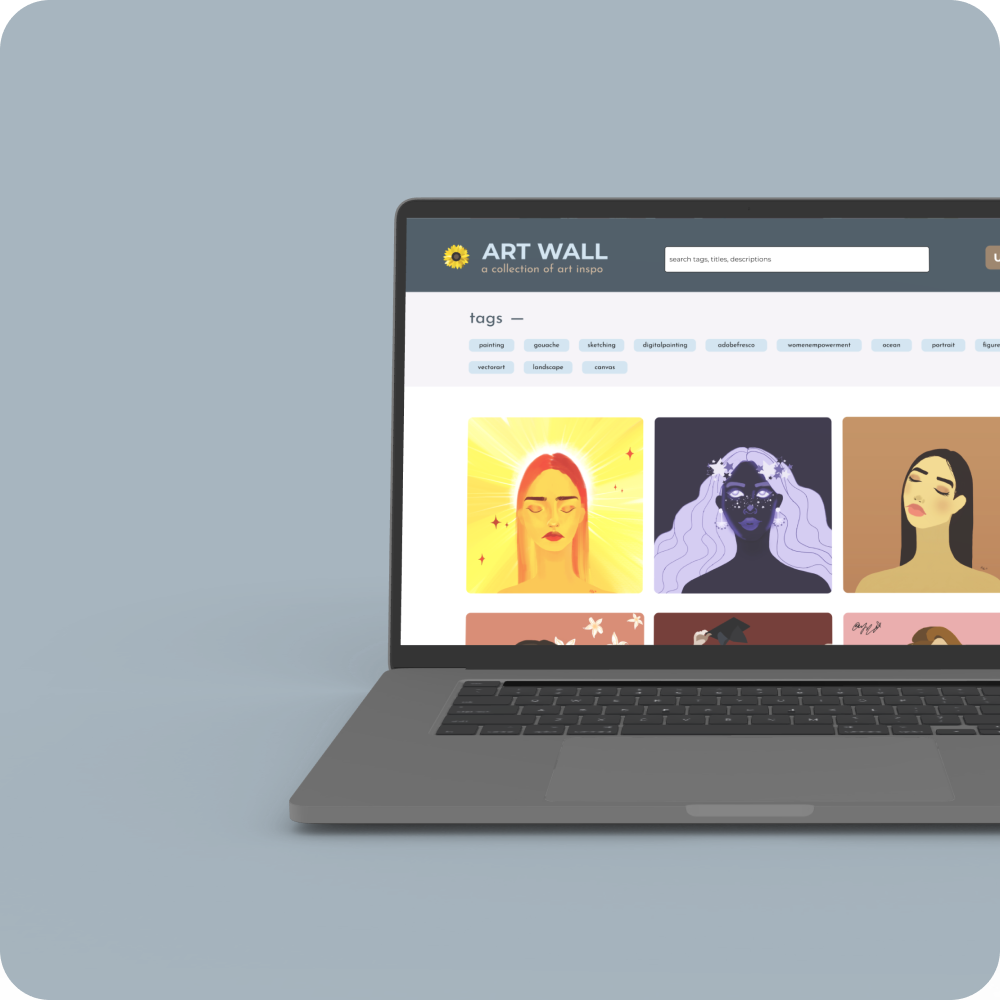 ART WALL
a collection of art inspo
search tags, titles, descriptions
U
tags —
painting gouache sketching digitalpainting adobefresco womenempowerment ocean portrait figure
vectorart landscape canvas